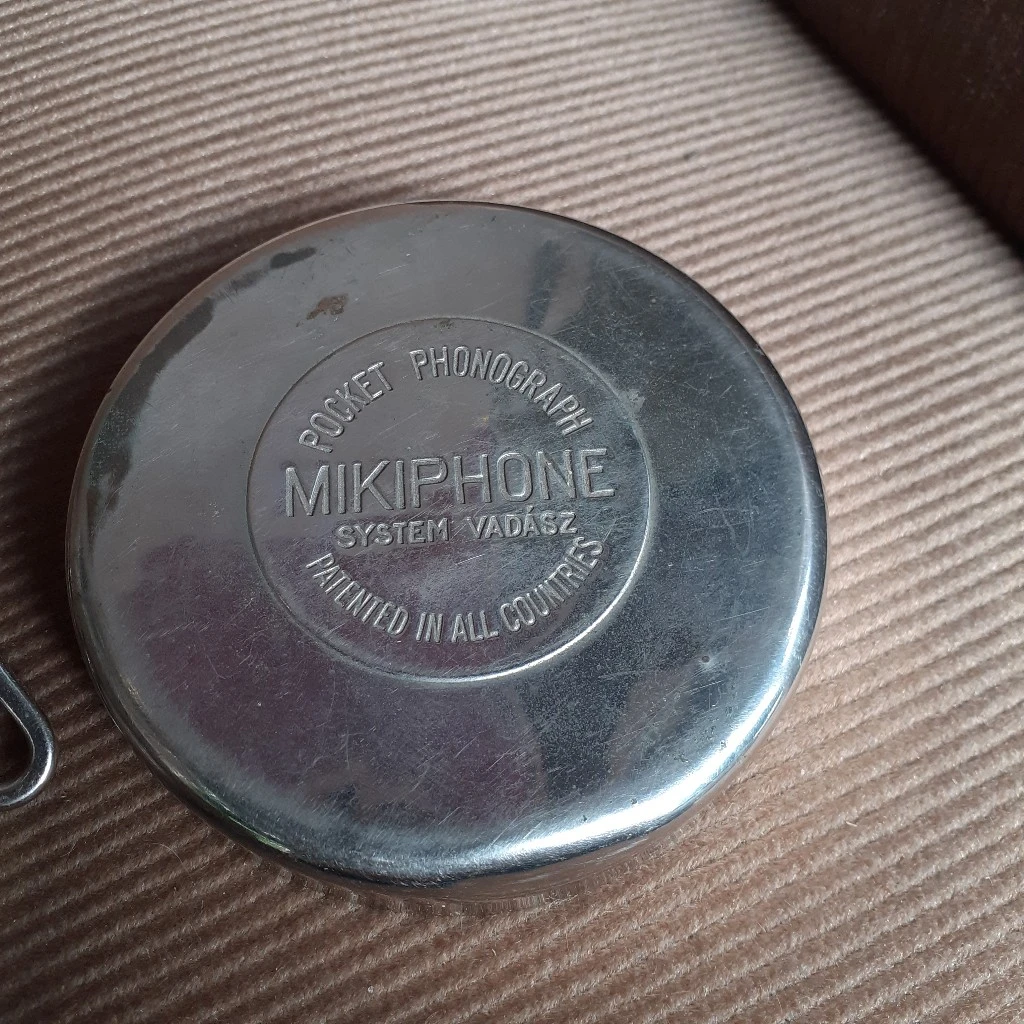 POCKET PHONOGRAPH
MIKIPHONE
SYSTEM VADÁSZ
PATENTED IN ALL COUNTRIES